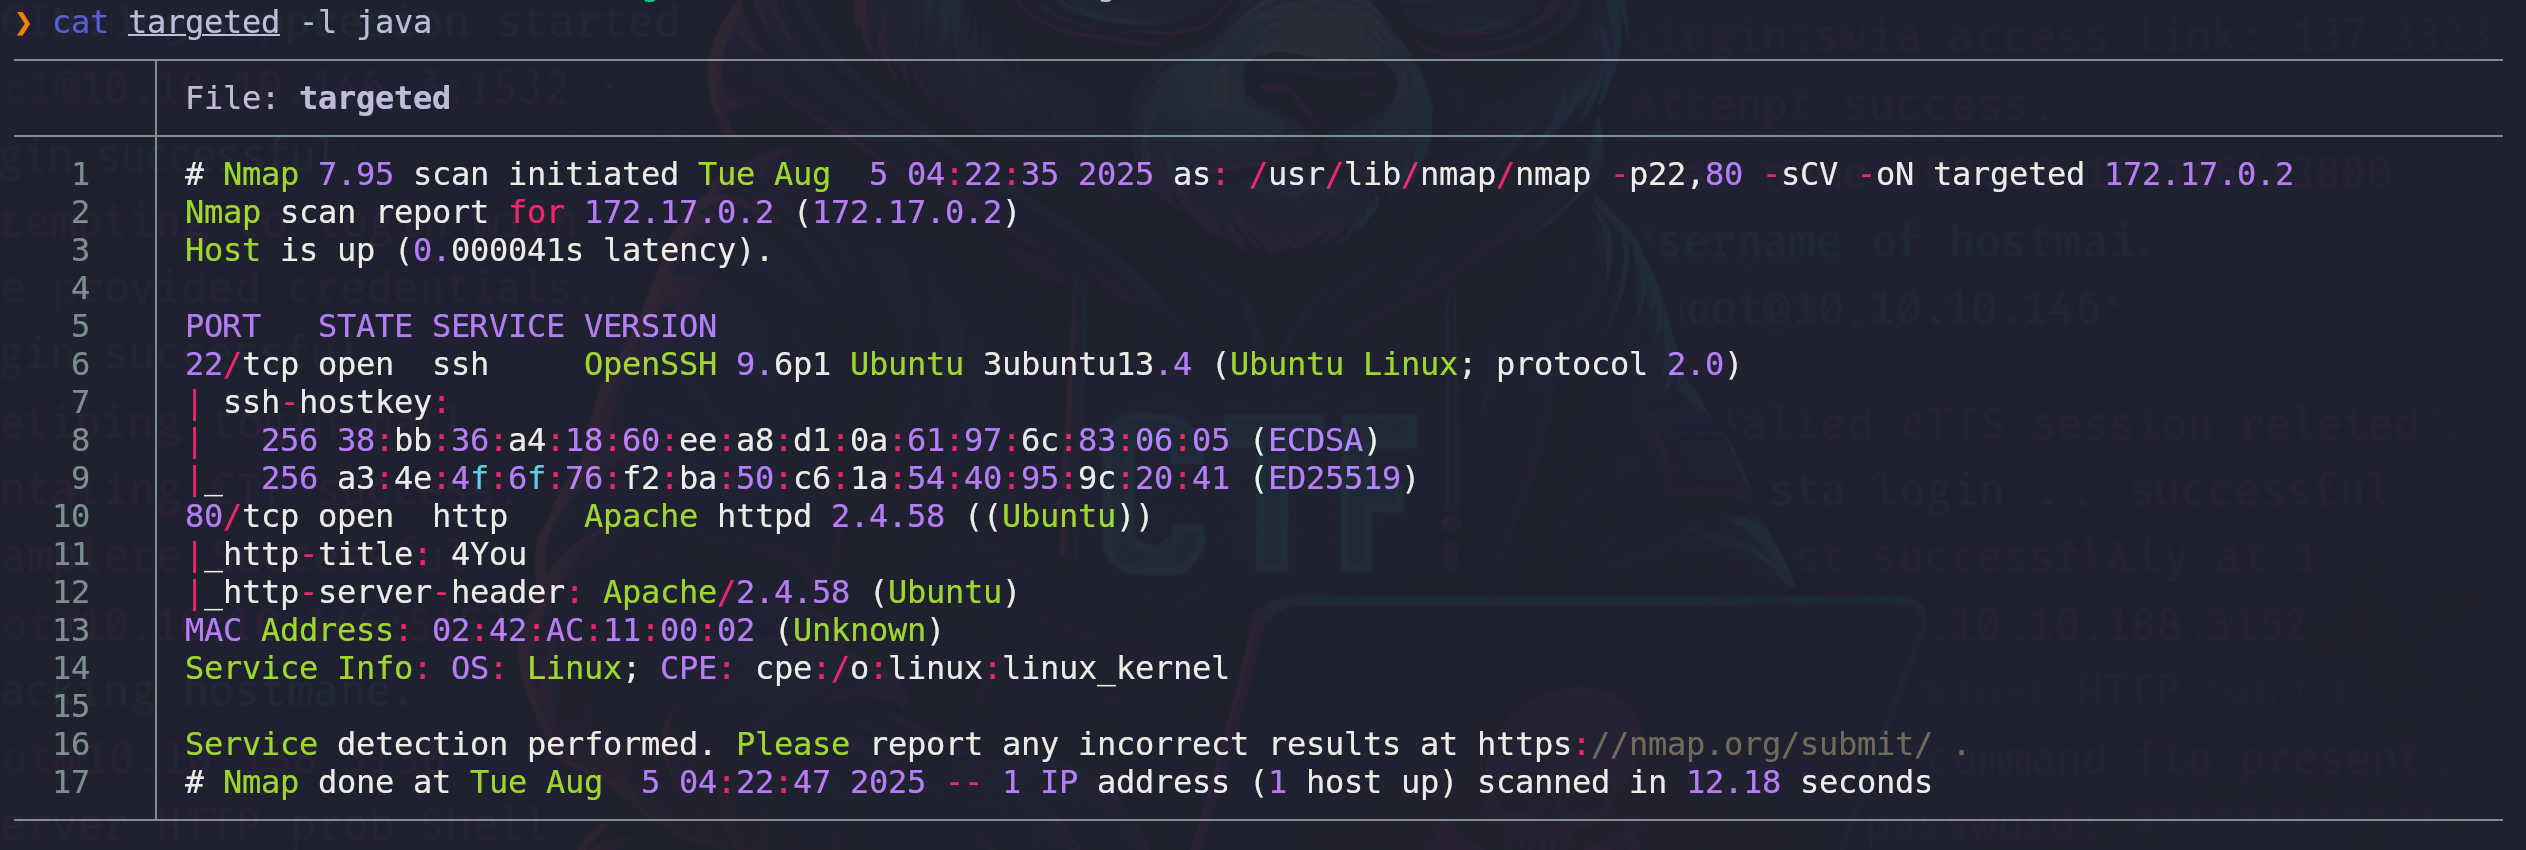 ❯ cat targeted -l java
File: targeted
1 # Nmap 7.95 scan initiated Tue Aug  5 04:22:35 2025 as: /usr/lib/nmap/nmap -p22,80 -sCV -oN targeted 172.17.0.2
2 Nmap scan report for 172.17.0.2 (172.17.0.2)
3 Host is up (0.000041s latency).
4
5 PORT   STATE SERVICE VERSION
6 22/tcp open  ssh     OpenSSH 9.6p1 Ubuntu 3ubuntu13.4 (Ubuntu Linux; protocol 2.0)
7 | ssh-hostkey:
8 |   256 38:bb:36:a4:18:60:ee:a8:d1:0a:61:97:6c:83:06:05 (ECDSA)
9 |_  256 a3:4e:4f:6f:76:f2:ba:50:c6:1a:54:40:95:9c:20:41 (ED25519)
10 80/tcp open  http    Apache httpd 2.4.58 ((Ubuntu))
11 |_http-title: 4You
12 |_http-server-header: Apache/2.4.58 (Ubuntu)
13 MAC Address: 02:42:AC:11:00:02 (Unknown)
14 Service Info: OS: Linux; CPE: cpe:/o:linux:linux_kernel
15
16 Service detection performed. Please report any incorrect results at https://nmap.org/submit/ .
17 # Nmap done at Tue Aug  5 04:22:47 2025 -- 1 IP address (1 host up) scanned in 12.18 seconds
CTF